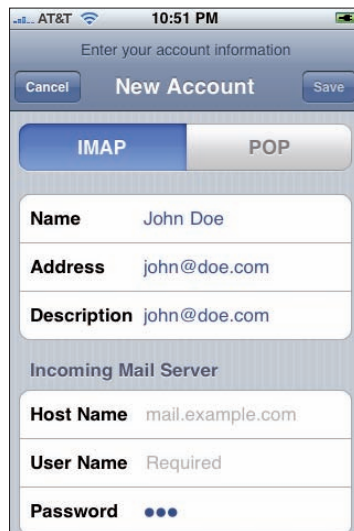 AT&T 10:51 PM
Enter your account information
Cancel New Account Save
IMAP POP
Name John Doe
Address john@doe.com
Description john@doe.com
Incoming Mail Server
Host Name mail.example.com
User Name Required
Password